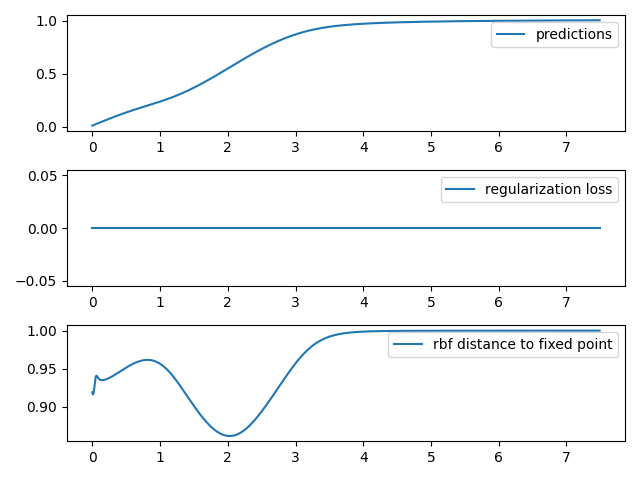 1.0
0.5
0.0
predictions
0 1 2 3 4 5 6 7
0.05
0.00
−0.05
regularization loss
0 1 2 3 4 5 6 7
1.00
0.95
0.90
rbf distance to fixed point
0 1 2 3 4 5 6 7